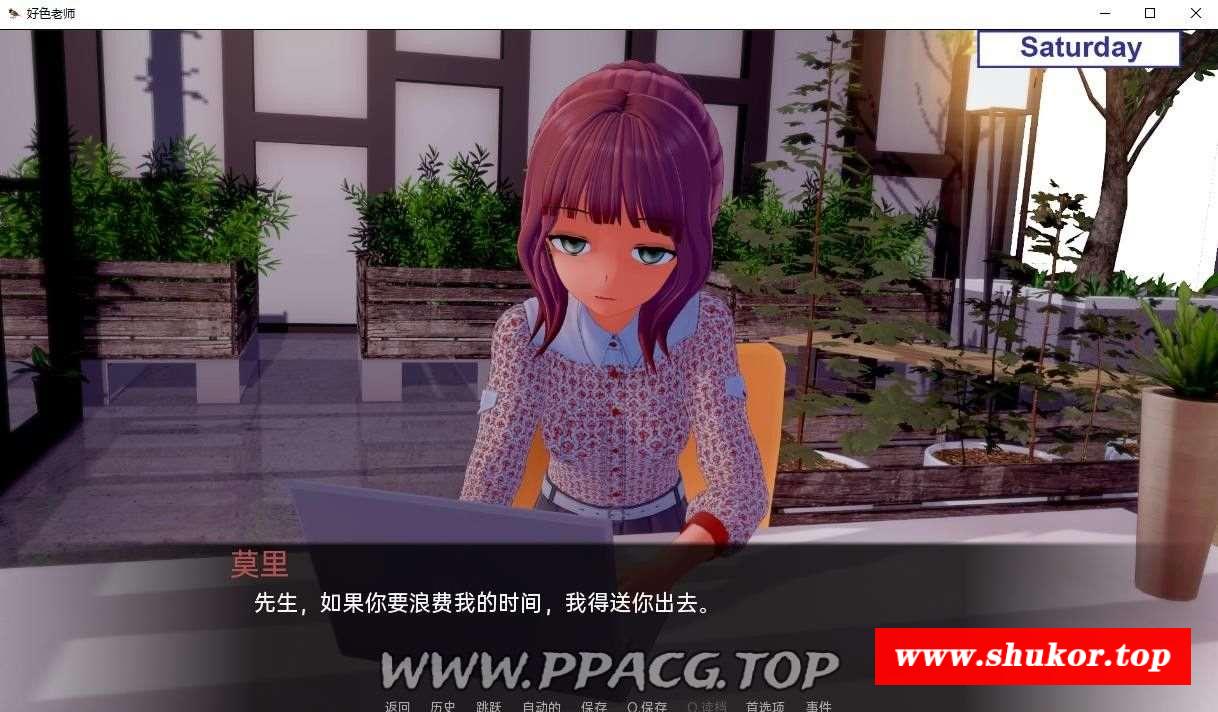 好色老师
Saturday
莫里
先生，如果你要浪费我的时间，我得送你出去。
www.shukor.top
WWW.PPACG.TOP
返回 历史 跳跃 自动的 保存 Q.保存 Q.读档 首选项 事件